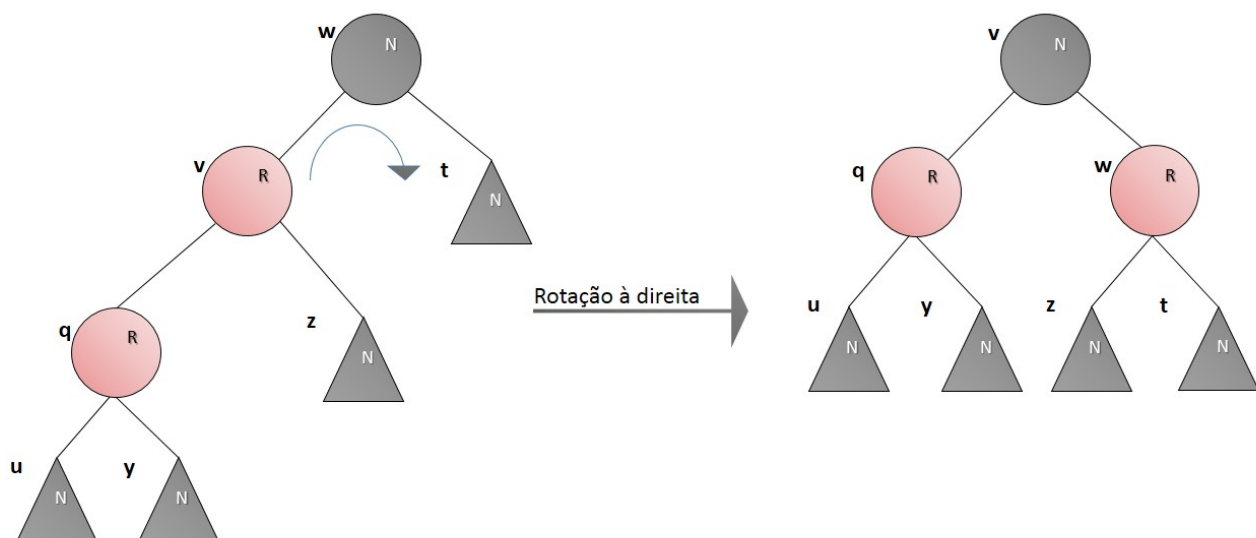 w N
v N
v R
t N
q R
w R
Rotação à direita
z N
q R
u N
y N
z N
t N
u N
y N